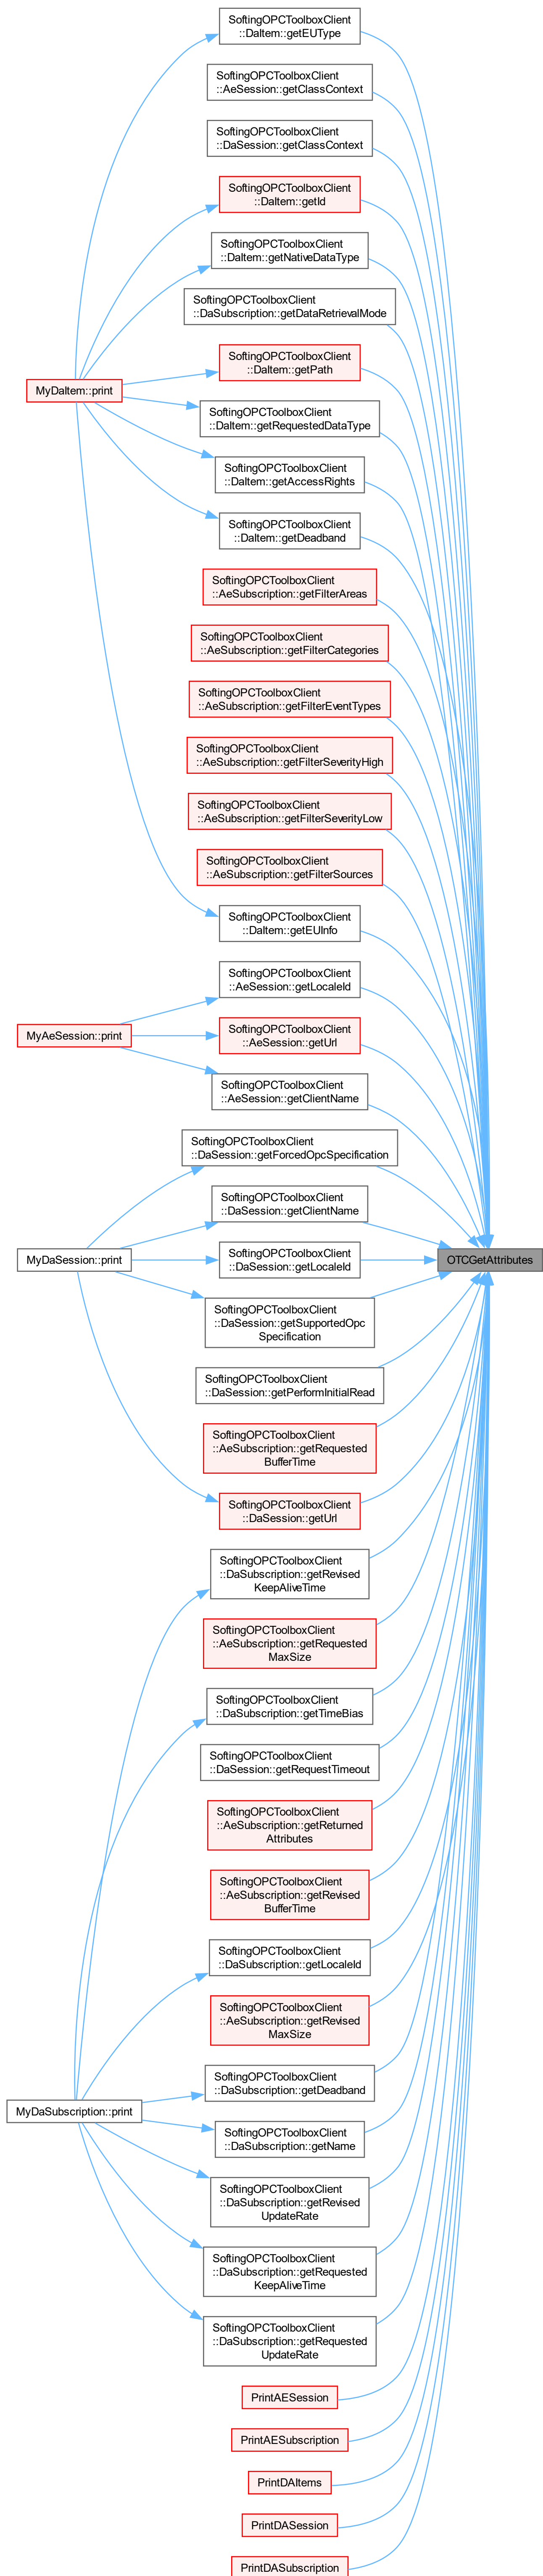 SoftingOPCToolboxClient
::DaItem::getEUType
SoftingOPCToolboxClient
::AeSession::getClassContext
SoftingOPCToolboxClient
::DaSession::getClassContext
SoftingOPCToolboxClient
::DaItem::getId
SoftingOPCToolboxClient
::DaItem::getNativeDataType
SoftingOPCToolboxClient
::DaSubscription::getDataRetrievalMode
SoftingOPCToolboxClient
::DaItem::getPath
MyDaItem::print
SoftingOPCToolboxClient
::DaItem::getRequestedDataType
SoftingOPCToolboxClient
::DaItem::getAccessRights
SoftingOPCToolboxClient
::DaItem::getDeadband
SoftingOPCToolboxClient
::AeSubscription::getFilterAreas
SoftingOPCToolboxClient
::AeSubscription::getFilterCategories
SoftingOPCToolboxClient
::AeSubscription::getFilterEventTypes
SoftingOPCToolboxClient
::AeSubscription::getFilterSeverityHigh
SoftingOPCToolboxClient
::AeSubscription::getFilterSeverityLow
SoftingOPCToolboxClient
::AeSubscription::getFilterSources
SoftingOPCToolboxClient
::DaItem::getEUInfo
SoftingOPCToolboxClient
::AeSession::getLocaleId
MyAeSession::print
SoftingOPCToolboxClient
::AeSession::getUrl
SoftingOPCToolboxClient
::AeSession::getClientName
SoftingOPCToolboxClient
::DaSession::getForcedOpcSpecification
SoftingOPCToolboxClient
::DaSession::getClientName
MyDaSession::print
SoftingOPCToolboxClient
::DaSession::getLocaleId
OTCGetAttributes
SoftingOPCToolboxClient
::DaSession::getSupportedOpc
Specification
SoftingOPCToolboxClient
::DaSession::getPerformInitialRead
SoftingOPCToolboxClient
::AeSubscription::getRequested
BufferTime
SoftingOPCToolboxClient
::DaSession::getUrl
SoftingOPCToolboxClient
::DaSubscription::getRevised
KeepAliveTime
SoftingOPCToolboxClient
::AeSubscription::getRequested
MaxSize
SoftingOPCToolboxClient
::DaSubscription::getTimeBias
SoftingOPCToolboxClient
::DaSession::getRequestTimeout
SoftingOPCToolboxClient
::AeSubscription::getReturned
Attributes
SoftingOPCToolboxClient
::AeSubscription::getRevised
BufferTime
SoftingOPCToolboxClient
::DaSubscription::getLocaleId
SoftingOPCToolboxClient
::AeSubscription::getRevised
MaxSize
SoftingOPCToolboxClient
::DaSubscription::getDeadband
MyDaSubscription::print
SoftingOPCToolboxClient
::DaSubscription::getName
SoftingOPCToolboxClient
::DaSubscription::getRevised
UpdateRate
SoftingOPCToolboxClient
::DaSubscription::getRequested
KeepAliveTime
SoftingOPCToolboxClient
::DaSubscription::getRequested
UpdateRate
PrintAESession
PrintAESubscription
PrintDAItems
PrintDASession
PrintDASubscription